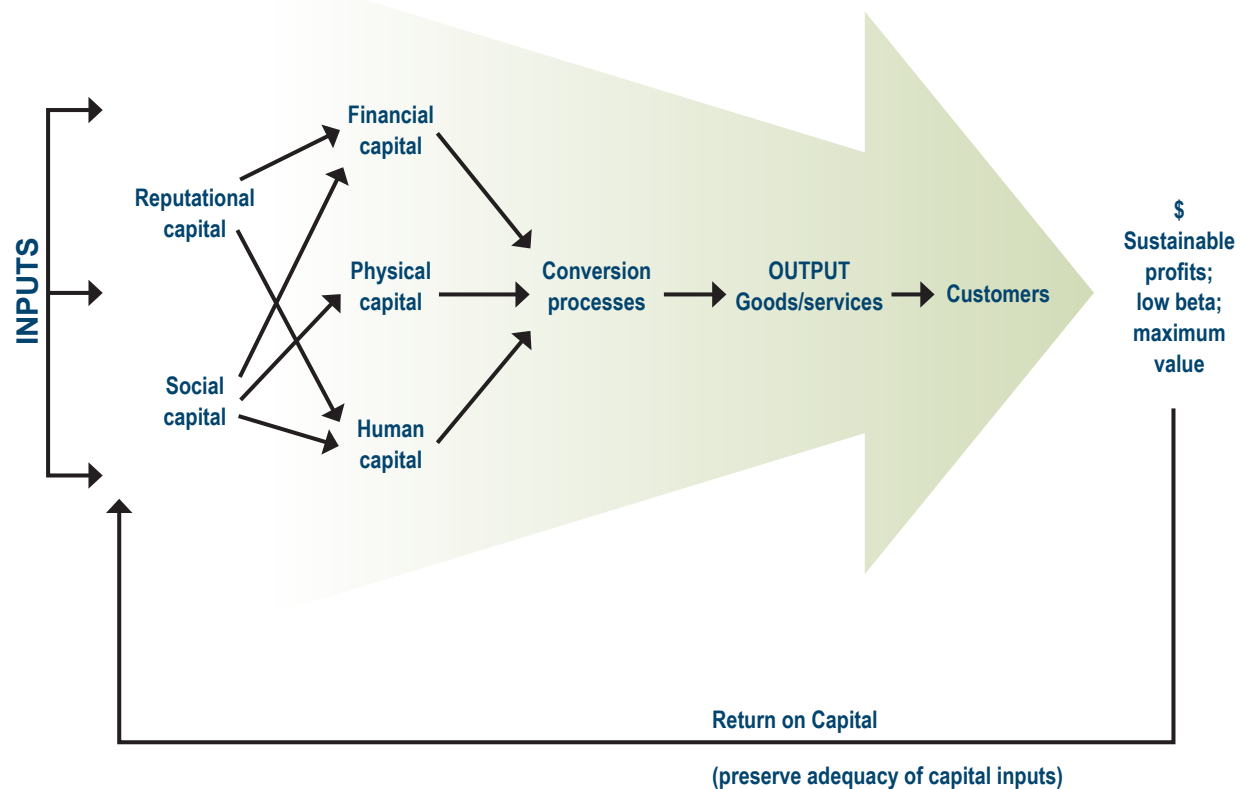 INPUTS
Reputational
capital
Social
capital
Financial
capital
Physical
capital
Human
capital
Conversion
processes
OUTPUT
Goods/services
Customers
$
Sustainable
profits;
low beta;
maximum
value
Return on Capital
(preserve adequacy of capital inputs)